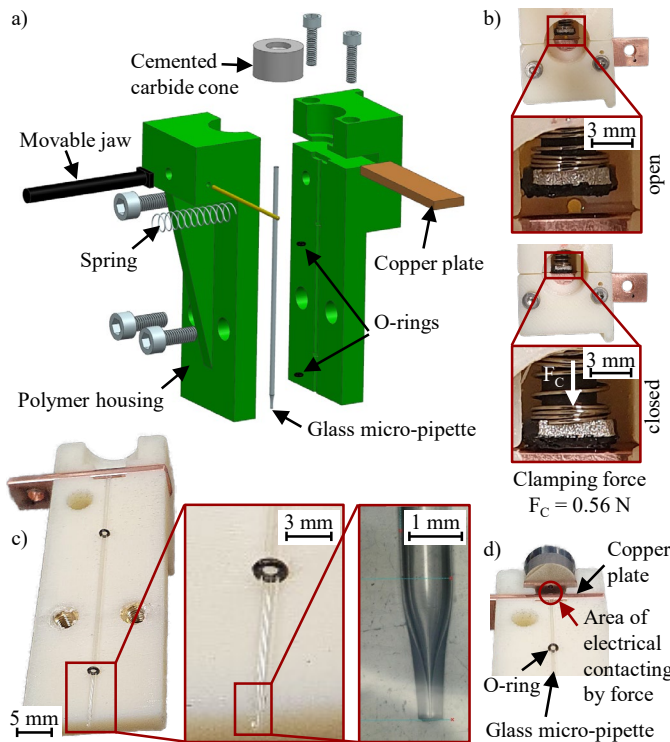 a)
Cemented
carbide cone
Movable jaw
Spring
Copper plate
O-rings
Polymer housing
Glass micro-pipette
b)
3 mm
open
3 mm
F_C
closed
Clamping force
F_C = 0.56 N
c)
3 mm
1 mm
5 mm
d)
Copper
plate
Area of
electrical
contacting
by force
O-ring
Glass micro-pipette